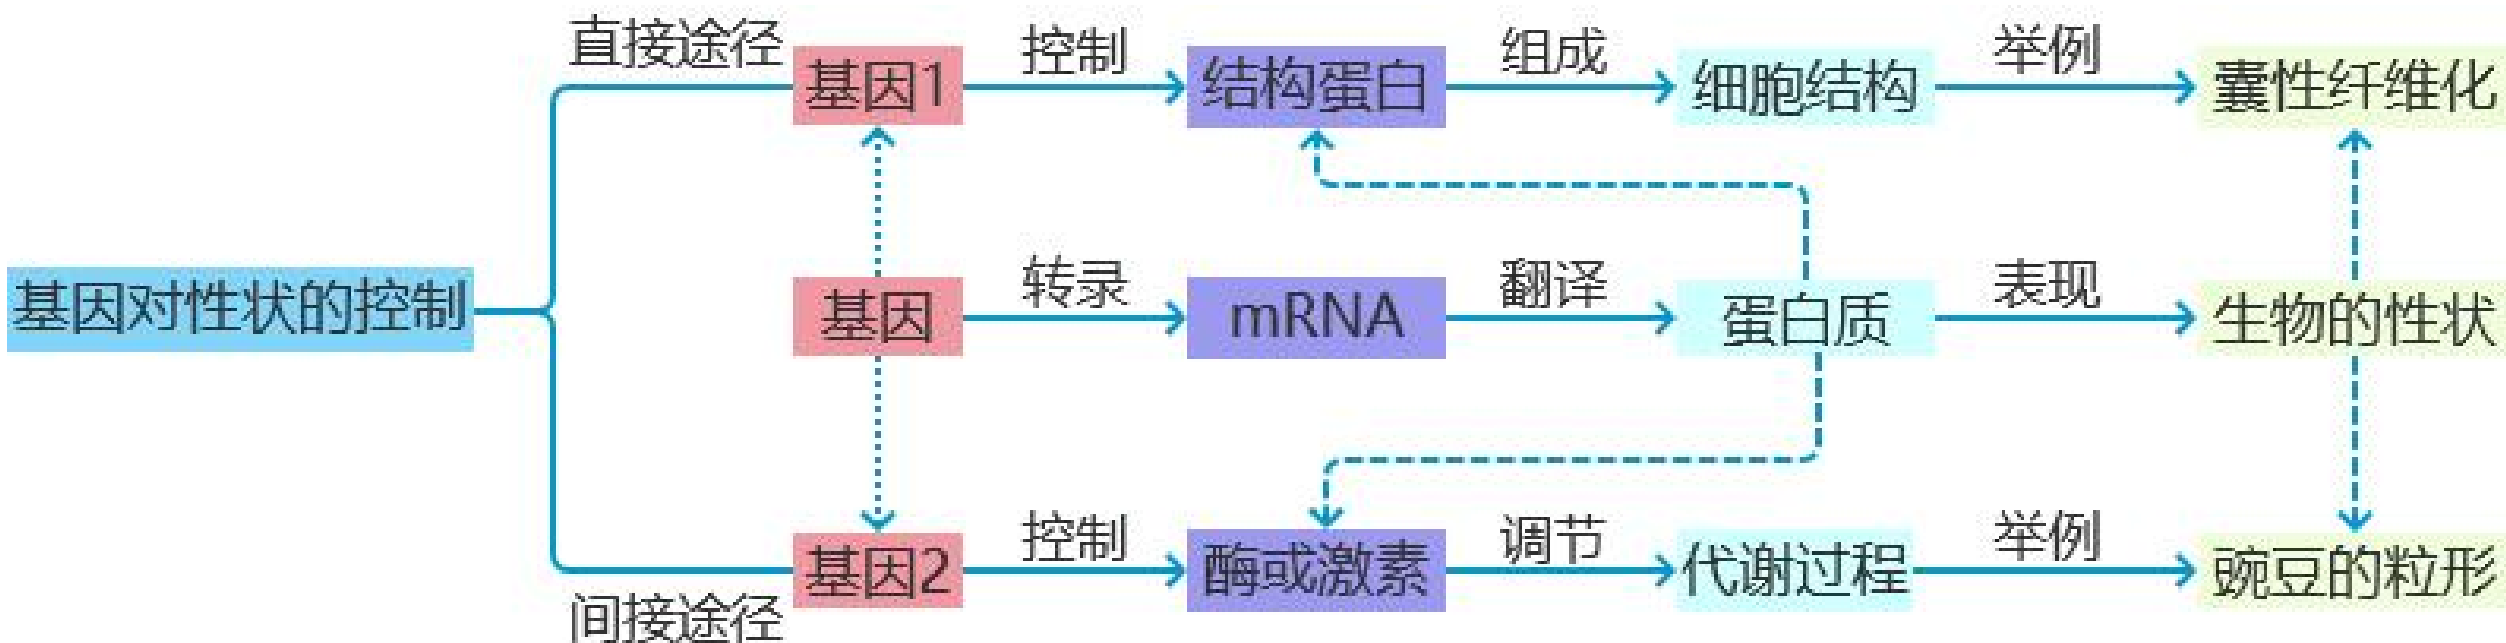 直接途径
基因1
控制
结构蛋白
组成
细胞结构
举例
囊性纤维化
基因对性状的控制
基因
转录
mRNA
翻译
蛋白质
表现
生物的性状
间接途径
基因2
控制
酶或激素
调节
代谢过程
举例
豌豆的粒形